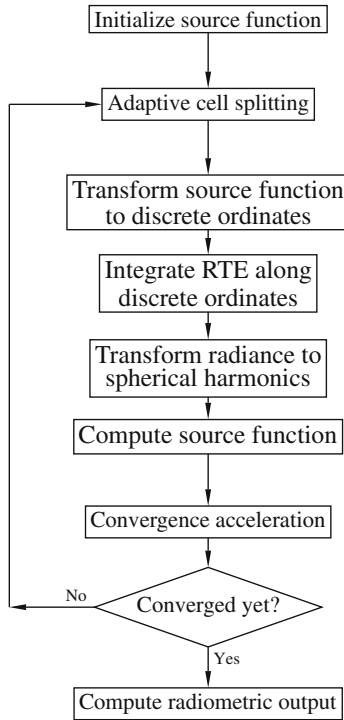 Initialize source function
Adaptive cell splitting
Transform source function
to discrete ordinates
Integrate RTE along
discrete ordinates
Transform radiance to
spherical harmonics
Compute source function
Convergence acceleration
No
Converged yet?
Yes
Compute radiometric output